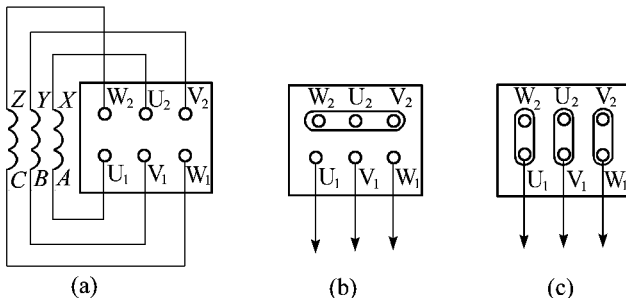 W₂ U₂ V₂
Z Y X
C B A
U₁ V₁ W₁
(a)
W₂ U₂ V₂
U₁ V₁ W₁
(b)
W₂ U₂ V₂
U₁ V₁ W₁
(c)